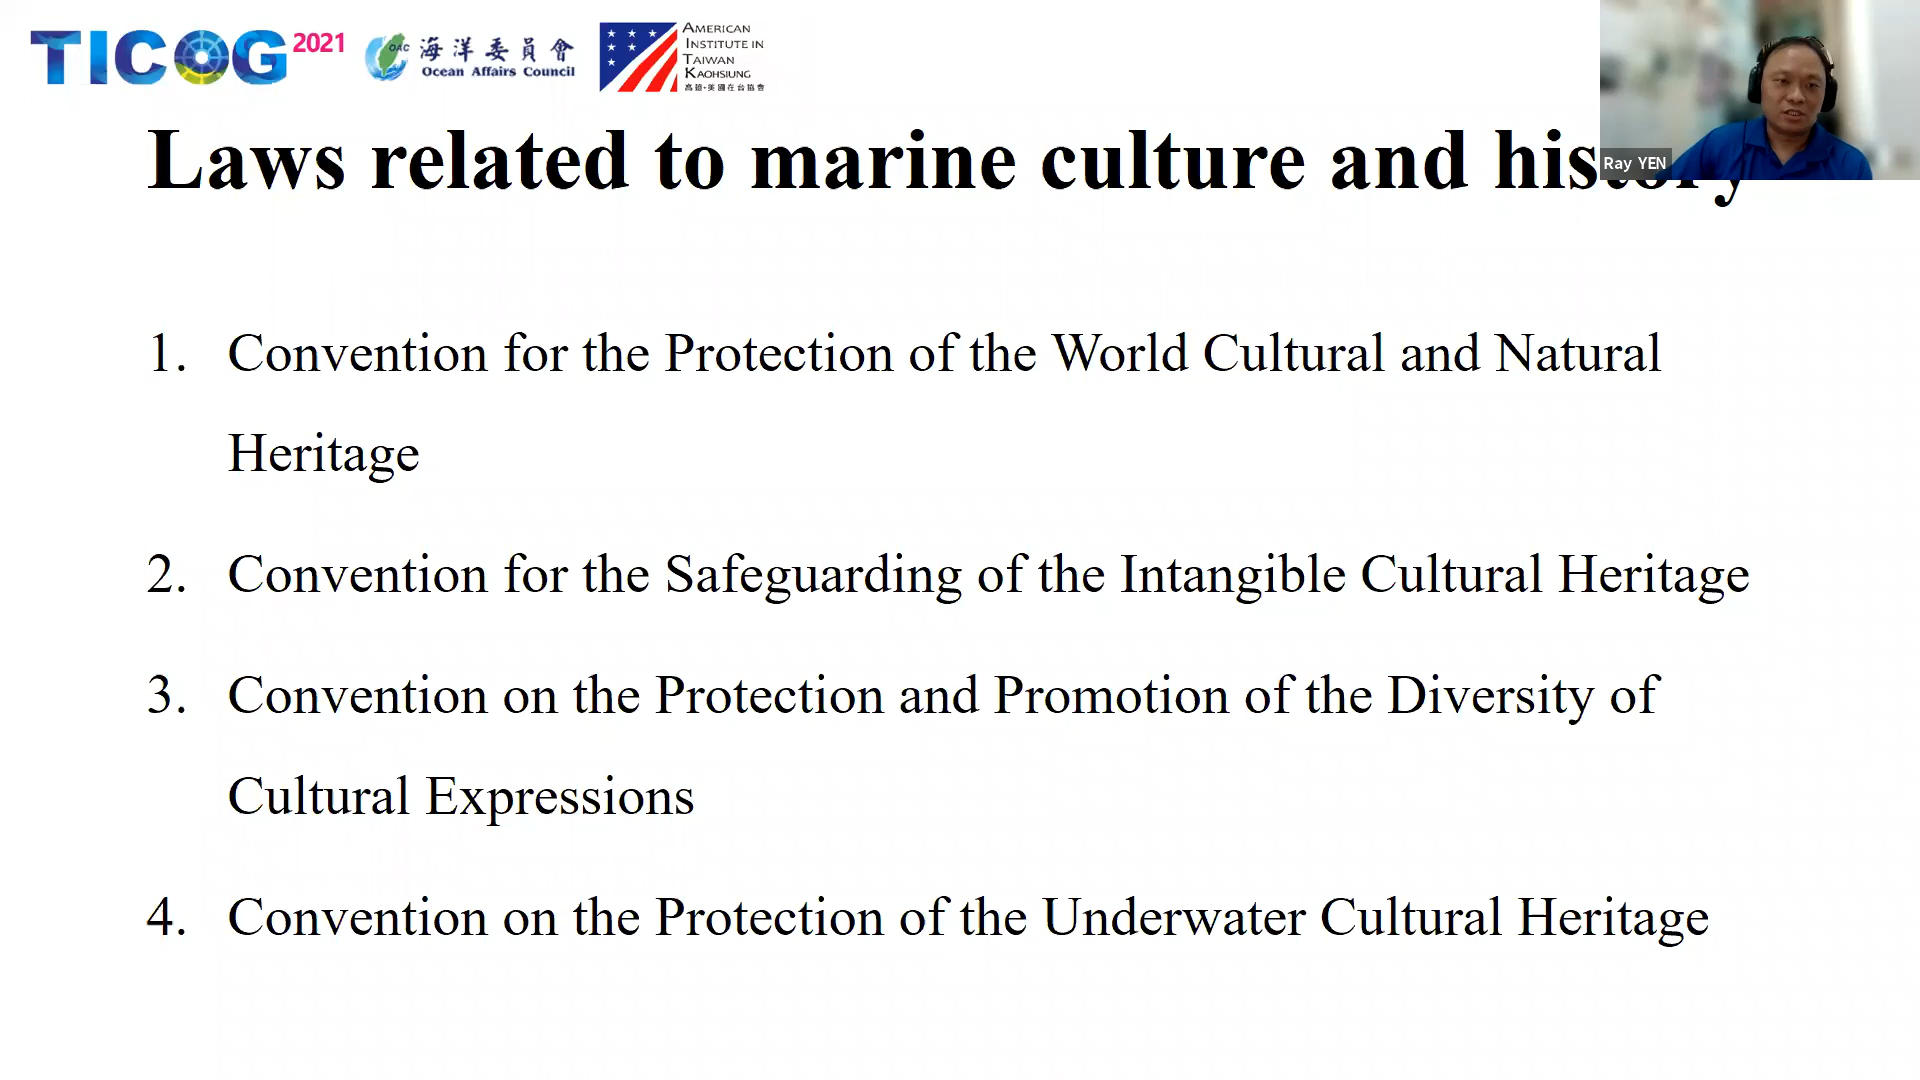 TICOG 2021
OAC 海洋委員會
Ocean Affairs Council
AMERICAN
INSTITUTE IN
TAIWAN
KAOHSIUNG
高雄·美國在台協會
Ray YEN
Laws related to marine culture and history
1. Convention for the Protection of the World Cultural and Natural
Heritage
2. Convention for the Safeguarding of the Intangible Cultural Heritage
3. Convention on the Protection and Promotion of the Diversity of
Cultural Expressions
4. Convention on the Protection of the Underwater Cultural Heritage